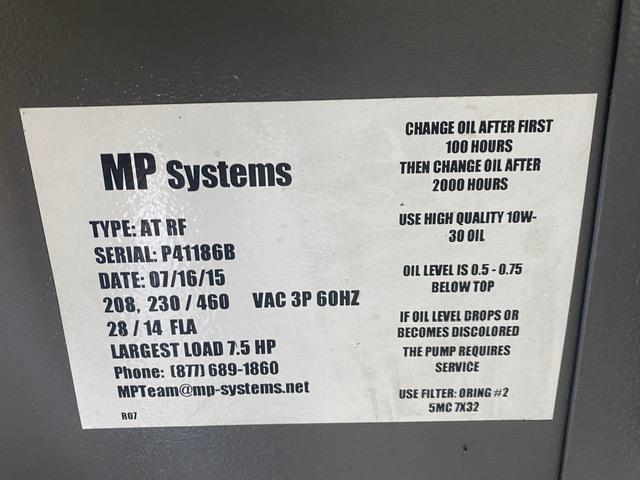 MP Systems
TYPE: AT RF
SERIAL: P41186B
DATE: 07/16/15
208, 230 / 460 VAC 3P 60HZ
28 / 14 FLA
LARGEST LOAD 7.5 HP
Phone: (877) 689-1860
MPTeam@mp-systems.net
R07
CHANGE OIL AFTER FIRST
100 HOURS
THEN CHANGE OIL AFTER
2000 HOURS
USE HIGH QUALITY 10W-
30 OIL
OIL LEVEL IS 0.5 - 0.75
BELOW TOP
IF OIL LEVEL DROPS OR
BECOMES DISCOLORED
THE PUMP REQUIRES
SERVICE
USE FILTER: ORING #2
5MC 7X32